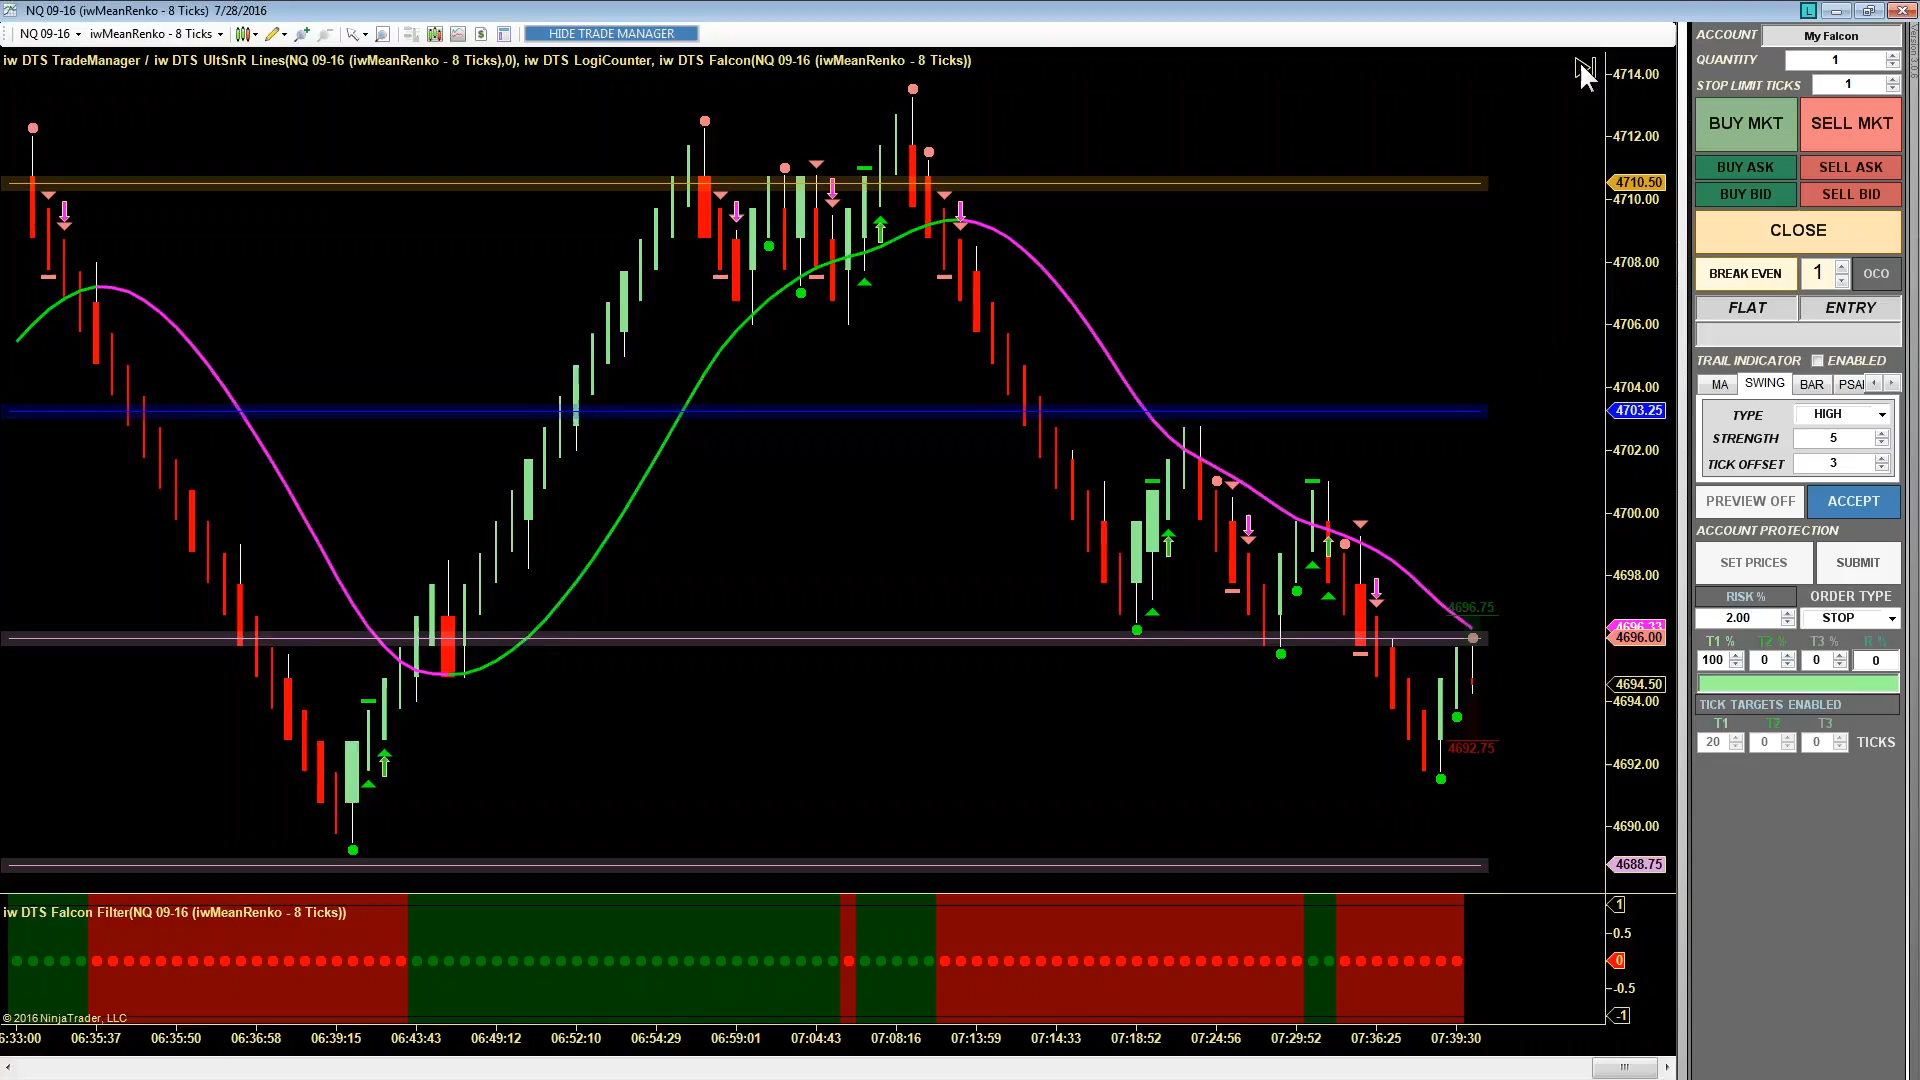 NQ 09-16 (iwMeanRenko - 8 Ticks)  7/28/2016
NQ 09-16 iwMeanRenko - 8 Ticks HIDE TRADE MANAGER
iw DTS TradeManager / iw DTS UltSnR Lines(NQ 09-16 (iwMeanRenko - 8 Ticks),0), iw DTS LogiCounter, iw DTS Falcon(NQ 09-16 (iwMeanRenko - 8 Ticks))
4714.00
4712.00
4710.50
4710.00
4708.00
4706.00
4704.00
4703.25
4702.00
4700.00
4698.00
4696.75
4696.33
4696.00
4694.50
4694.00
4692.75
4692.00
4690.00
4688.75
iw DTS Falcon Filter(NQ 09-16 (iwMeanRenko - 8 Ticks))
1
0.5
0
-0.5
-1
© 2016 NinjaTrader, LLC
6:33:00 06:35:37 06:35:50 06:36:58 06:39:15 06:43:43 06:49:12 06:52:10 06:54:29 06:59:01 07:04:43 07:08:16 07:13:59 07:14:33 07:18:52 07:24:56 07:29:52 07:36:25 07:39:30
L
ACCOUNT My Falcon
QUANTITY 1
STOP LIMIT TICKS 1
BUY MKT SELL MKT
BUY ASK SELL ASK
BUY BID SELL BID
CLOSE
BREAK EVEN 1 OCO
FLAT ENTRY
TRAIL INDICATOR ENABLED
MA SWING BAR PSA
TYPE HIGH
STRENGTH 5
TICK OFFSET 3
PREVIEW OFF ACCEPT
ACCOUNT PROTECTION
SET PRICES SUBMIT
RISK % ORDER TYPE
2.00 STOP
T1 % T2 % T3 % R %
100 0 0 0
TICK TARGETS ENABLED
T1 T2 T3
20 0 0 TICKS